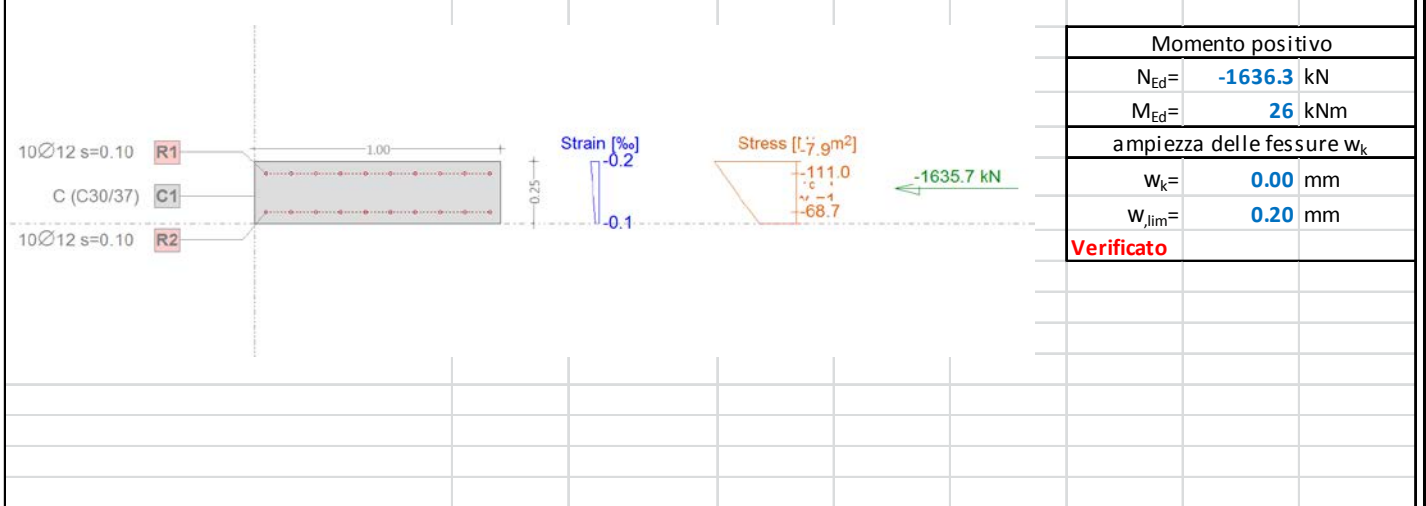 10∅12 s=0.10 R1
C (C30/37) C1
10∅12 s=0.10 R2
1.00
0.25
Strain [‰]
-0.2
-0.1
-7.9
-111.0
-68.7
-1635.7 kN
Momento positivo
NEd= -1636.3 kN
MEd= 26 kNm
ampiezza delle fessure wk
wk= 0.00 mm
w,lim= 0.20 mm
Verificato